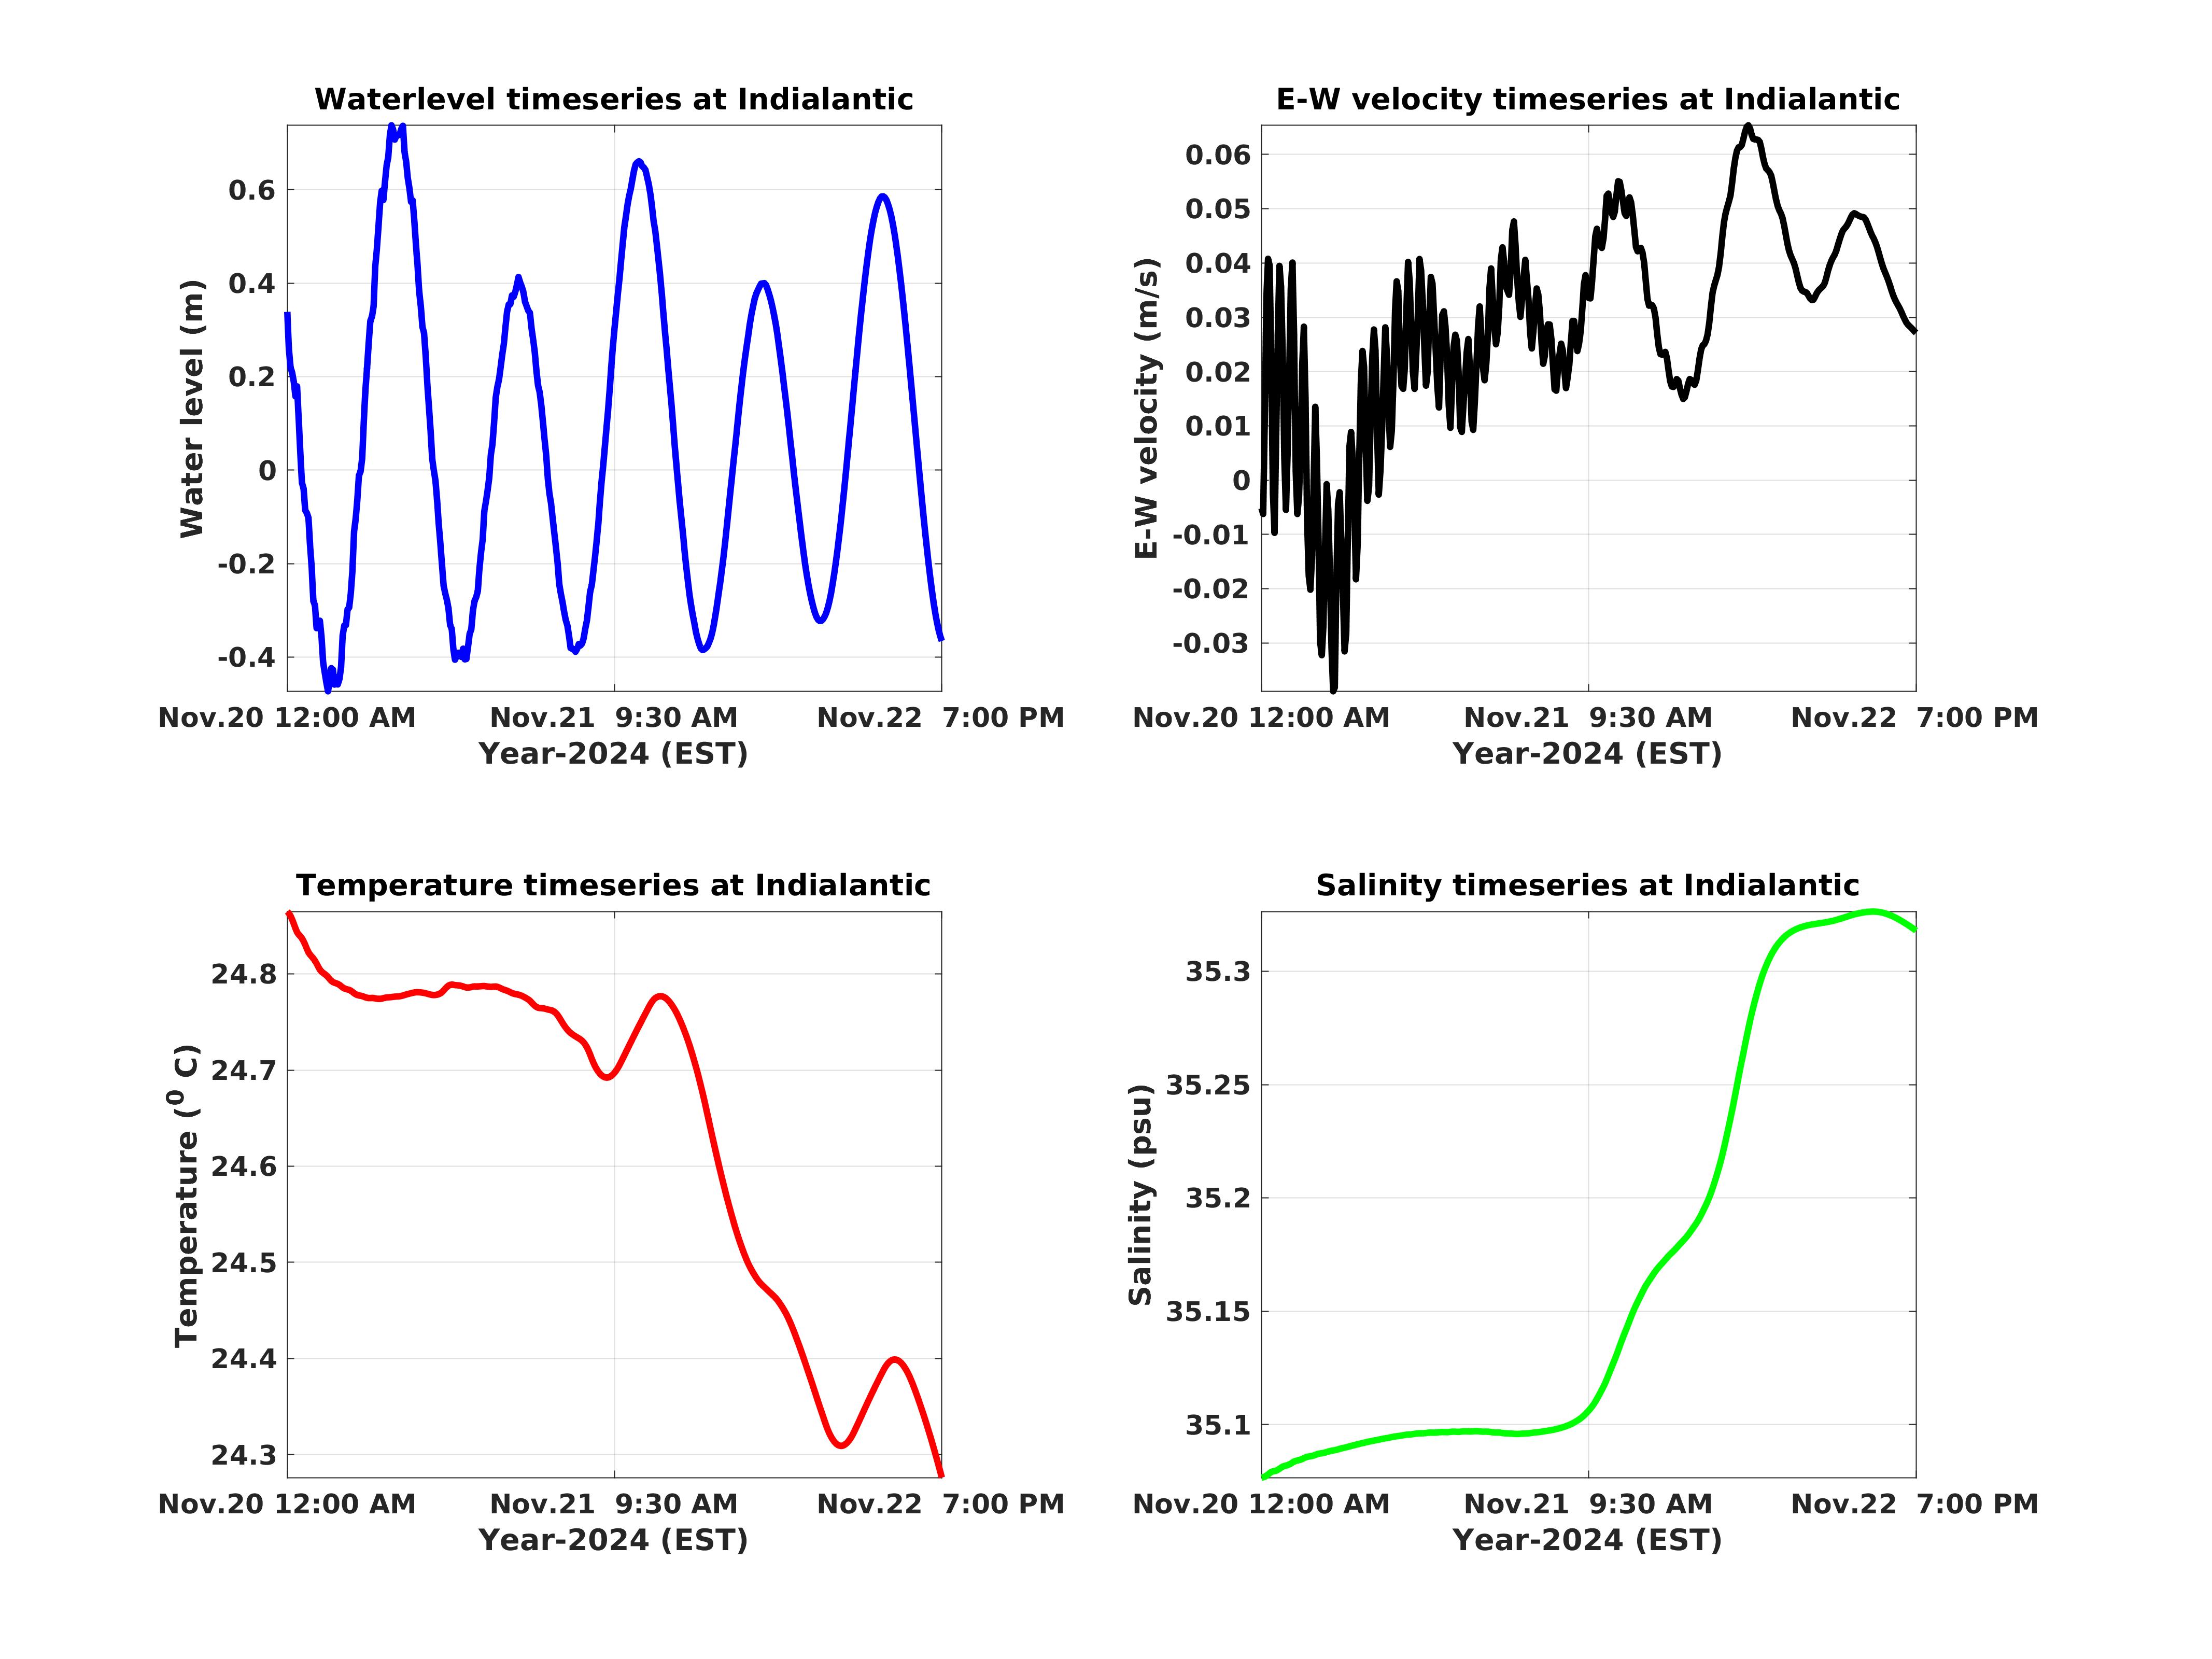 Waterlevel timeseries at Indialantic
Water level (m)
0.6
0.4
0.2
0
-0.2
-0.4
Nov.20 12:00 AM Nov.21 9:30 AM Nov.22 7:00 PM
Year-2024 (EST)
E-W velocity timeseries at Indialantic
E-W velocity (m/s)
0.06
0.05
0.04
0.03
0.02
0.01
0
-0.01
-0.02
-0.03
Nov.20 12:00 AM Nov.21 9:30 AM Nov.22 7:00 PM
Year-2024 (EST)
Temperature timeseries at Indialantic
Temperature (⁰ C)
24.8
24.7
24.6
24.5
24.4
24.3
Nov.20 12:00 AM Nov.21 9:30 AM Nov.22 7:00 PM
Year-2024 (EST)
Salinity timeseries at Indialantic
Salinity (psu)
35.3
35.25
35.2
35.15
35.1
Nov.20 12:00 AM Nov.21 9:30 AM Nov.22 7:00 PM
Year-2024 (EST)